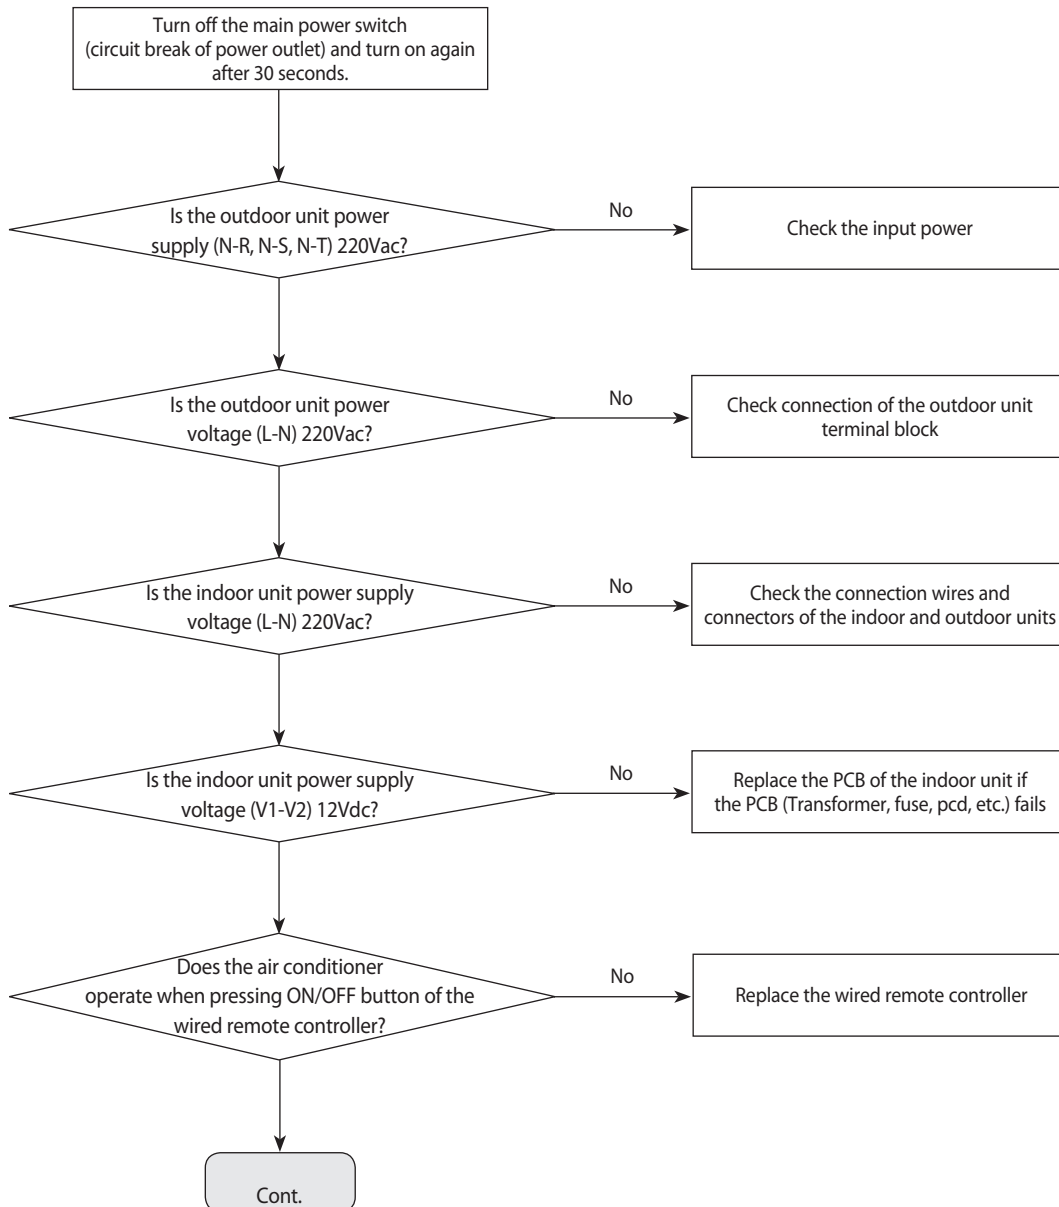 Turn off the main power switch
(circuit break of power outlet) and turn on again
after 30 seconds.
Is the outdoor unit power
supply (N-R, N-S, N-T) 220Vac?
No
Check the input power
Is the outdoor unit power
voltage (L-N) 220Vac?
No
Check connection of the outdoor unit
terminal block
Is the indoor unit power supply
voltage (L-N) 220Vac?
No
Check the connection wires and
connectors of the indoor and outdoor units
Is the indoor unit power supply
voltage (V1-V2) 12Vdc?
No
Replace the PCB of the indoor unit if
the PCB (Transformer, fuse, pcd, etc.) fails
Does the air conditioner
operate when pressing ON/OFF button of the
wired remote controller?
No
Replace the wired remote controller
Cont.